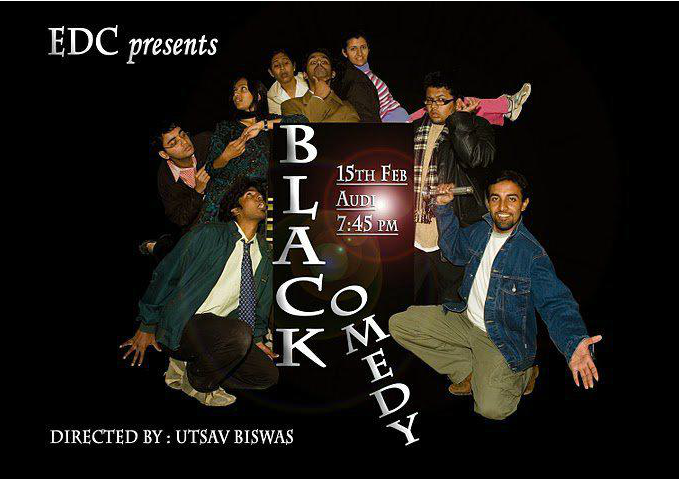 EDC presents
BLACK
15th Feb
Audi
7:45 pm
COMEDY
Directed by : Utsav Biswas